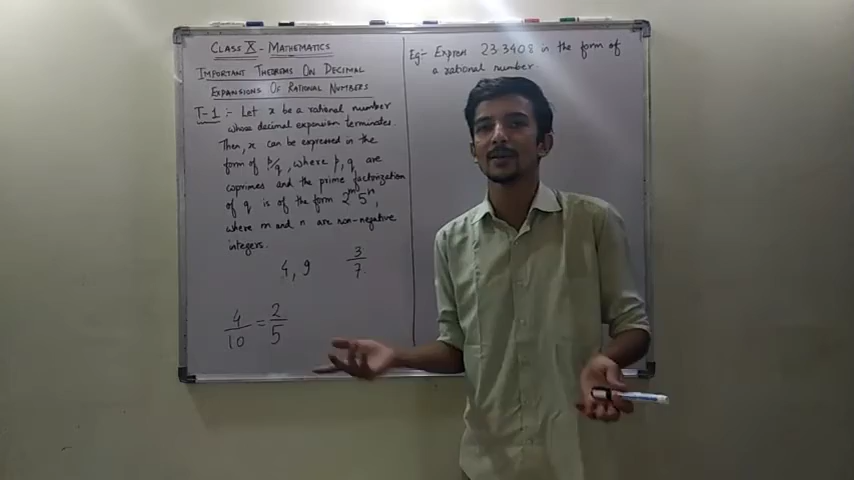 CLASS X - MATHEMATICS
IMPORTANT THEOREMS ON DECIMAL
EXPANSIONS OF RATIONAL NUMBERS
T-1 :- Let x be a rational number
whose decimal expansion terminates.
Then, x can be expressed in the
form of p/q, where p, q are
coprimes and the prime factorization
of q is of the form 2^m 5^n,
where m and n are non-negative
integers.
4, 9
3/7
4/10 = 2/5
Eg:- Express 23.3408 in the form of
a rational number.